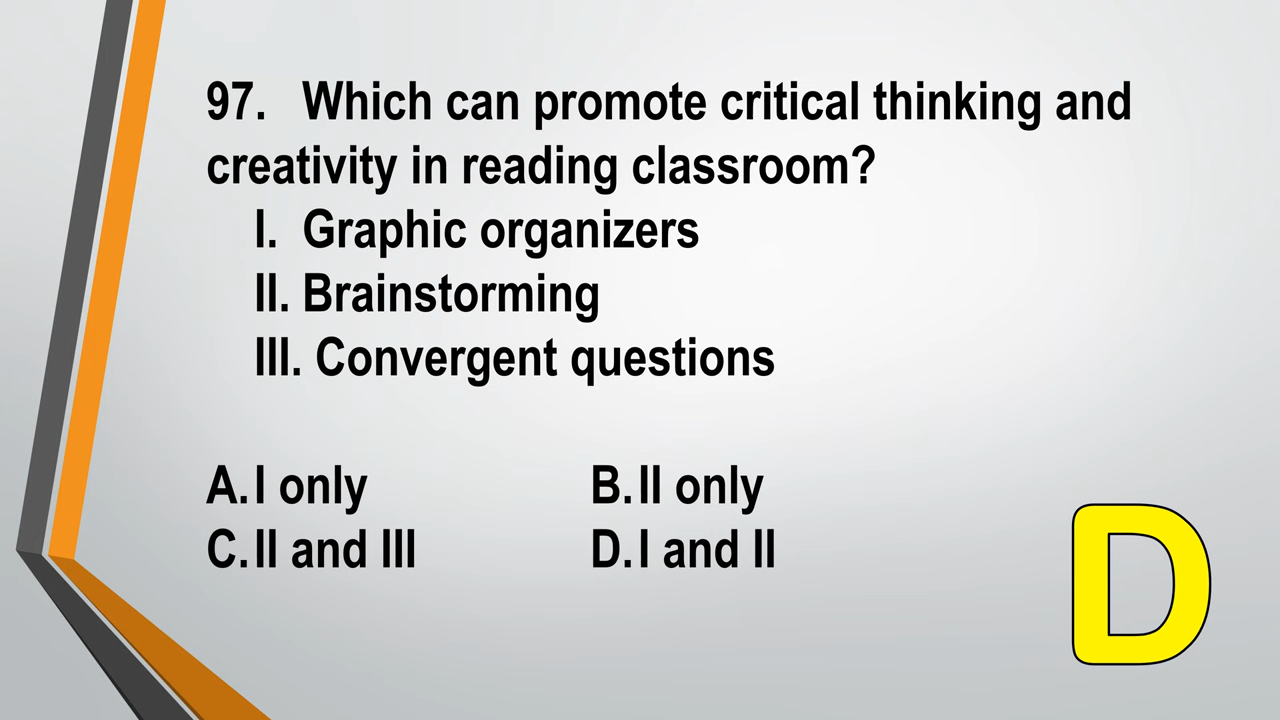 97. Which can promote critical thinking and
creativity in reading classroom?
I. Graphic organizers
II. Brainstorming
III. Convergent questions
A. I only B. II only
C. II and III D. I and II
D